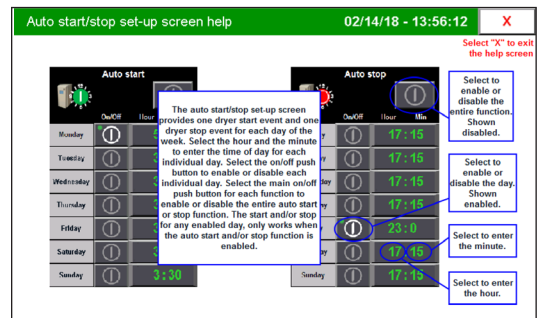 Auto start/stop set-up screen help
02/14/18 - 13:56:12
X
Select "X" to exit
the help screen
Auto start
Auto stop
On/Off
Hour
On/Off
Hour
Min
Monday
17:15
Tuesday
17:15
Wednesday
17:15
Thursday
17:15
Friday
23:0
Saturday
17:15
Sunday
3:30
Sunday
17:15
The auto start/stop set-up screen
provides one dryer start event and one
dryer stop event for each day of the
week. Select the hour and the minute
to enter the time of day for each
individual day. Select the on/off push
button to enable or disable each
individual day. Select the main on/off
push button for each function to
enable or disable the entire auto start
or stop function. The start and/or stop
for any enabled day, only works when
the auto start and/or stop function is
enabled.
Select to
enable or
disable the
entire function.
Shown
disabled.
Select to
enable or
disable the day.
Shown
enabled.
Select to enter
the minute.
Select to enter
the hour.